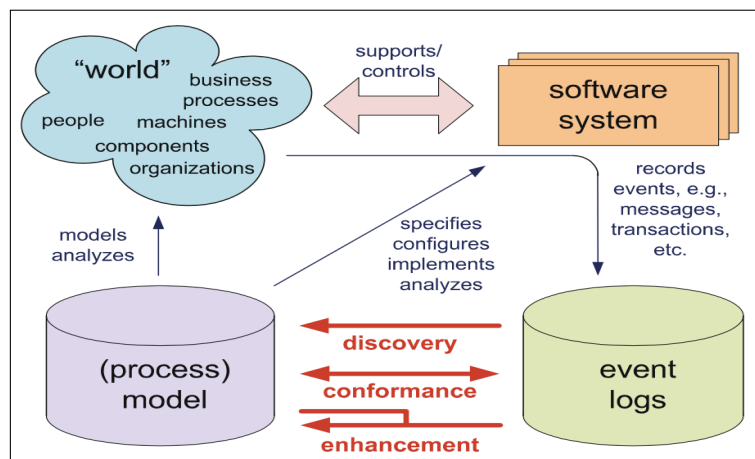 “world”
business
processes
people
machines
components
organizations
supports/
controls
software
system
records
events, e.g.,
messages,
transactions,
etc.
models
analyzes
specifies
configures
implements
analyzes
(process)
model
discovery
conformance
enhancement
event
logs